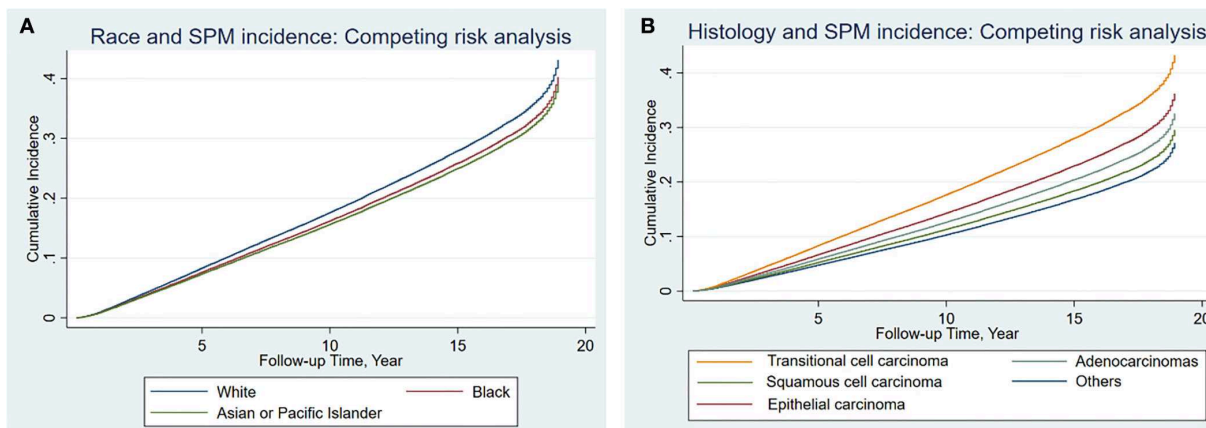 A
Race and SPM incidence: Competing risk analysis
Cumulative Incidence
.4
.3
.2
.1
0
5
10
15
20
Follow-up Time, Year
White
Black
Asian or Pacific Islander
B
Histology and SPM incidence: Competing risk analysis
Cumulative Incidence
.4
.3
.2
.1
0
5
10
15
20
Follow-up Time, Year
Transitional cell carcinoma
Adenocarcinomas
Squamous cell carcinoma
Others
Epithelial carcinoma